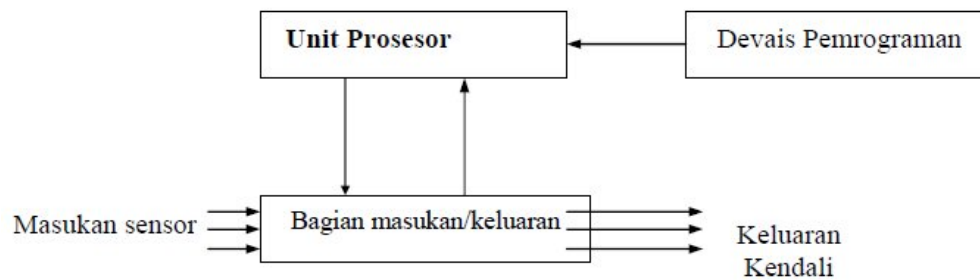 Unit Prosesor
Devais Pemrograman
Masukan sensor
Bagian masukan/keluaran
Keluaran
Kendali